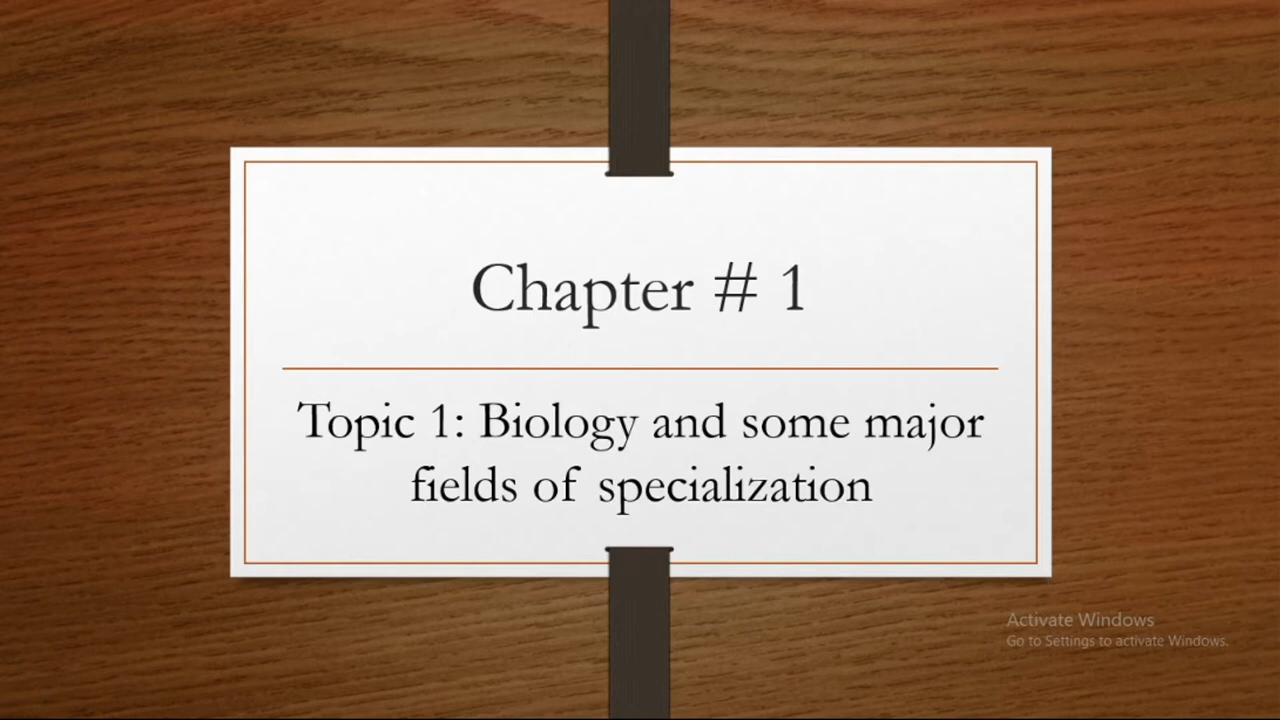 Chapter # 1
Topic 1: Biology and some major
fields of specialization
Activate Windows
Go to Settings to activate Windows.